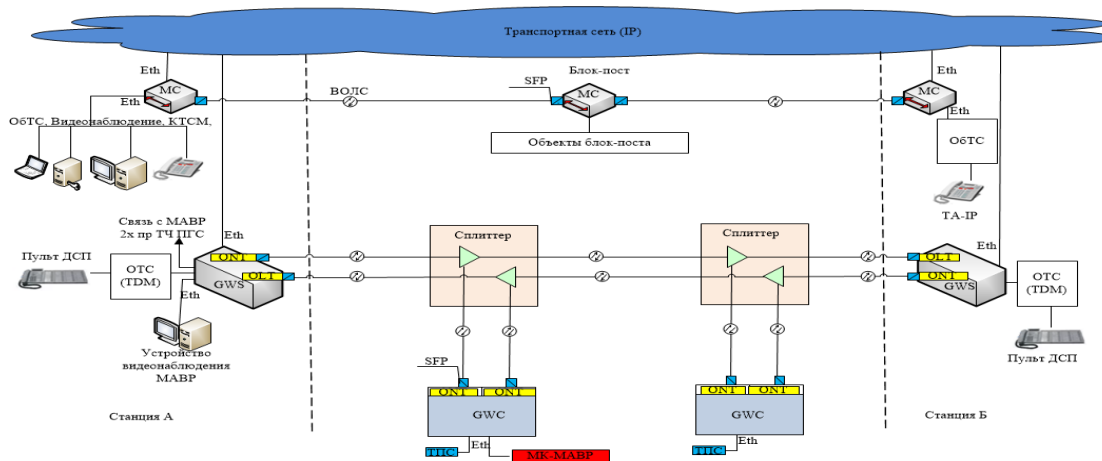 Транспортная сеть (IP)
Eth
Eth
Блок-пост
SFP
МС
Eth
ВОЛС
МС
МС
Eth
ОбТС, Видеонаблюдение, КТСМ,
Объекты блок-поста
ОбТС
ТА-IP
Связь с МАВР
2х пр ТЧ ПГС
Eth
Сплиттер
Сплиттер
Eth
Пульт ДСП
ОТС
(TDM)
ONT
OLT
GWS
OLT
ONT
GWS
ОТС
(TDM)
Eth
Устройство
видеонаблюдения
МАВР
Пульт ДСП
SFP
ONT
ONT
GWC
ONT
ONT
GWC
Станция А
Станция Б
Eth
Eth
ТПС
МК-МАВР
ТПС